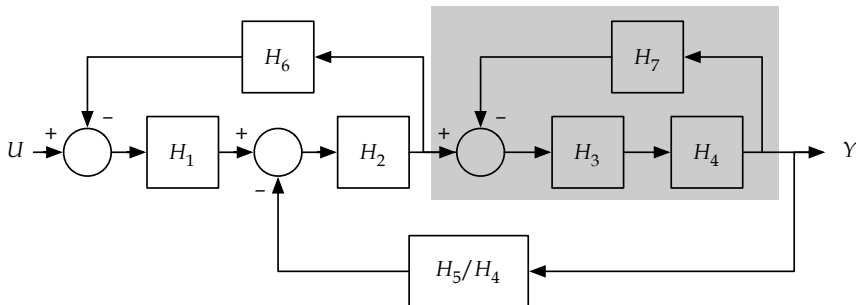 H₆
H₇
−
−
U
+
H₁
+
H₂
+
H₃
H₄
Y
−
H₅/H₄